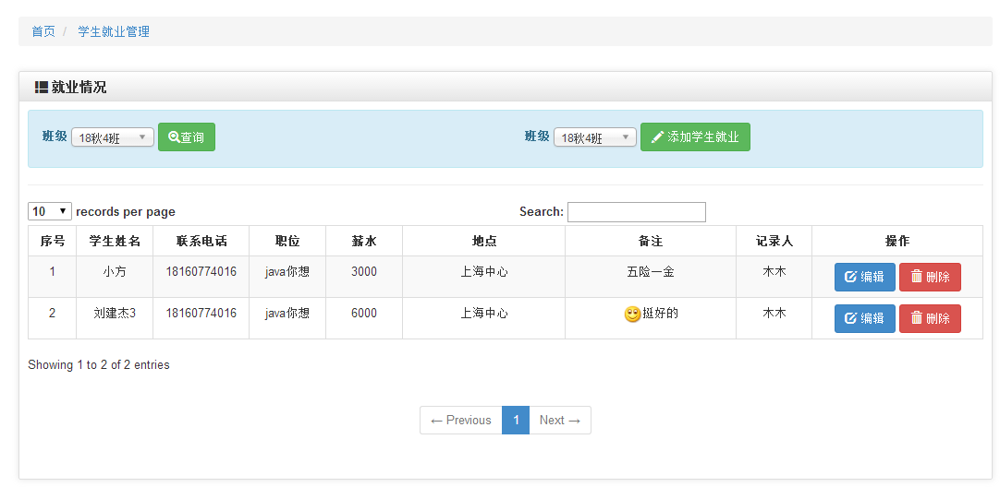 首页 / 学生就业管理
就业情况
班级 18秋4班 查询 班级 18秋4班 添加学生就业
10 records per page Search:
序号 学生姓名 联系电话 职位 薪水 地点 备注 记录人 操作
1 小方 18160774016 java你想 3000 上海中心 五险一金 木木 编辑 删除
2 刘建杰3 18160774016 java你想 6000 上海中心 挺好的 木木 编辑 删除
Showing 1 to 2 of 2 entries
← Previous 1 Next →